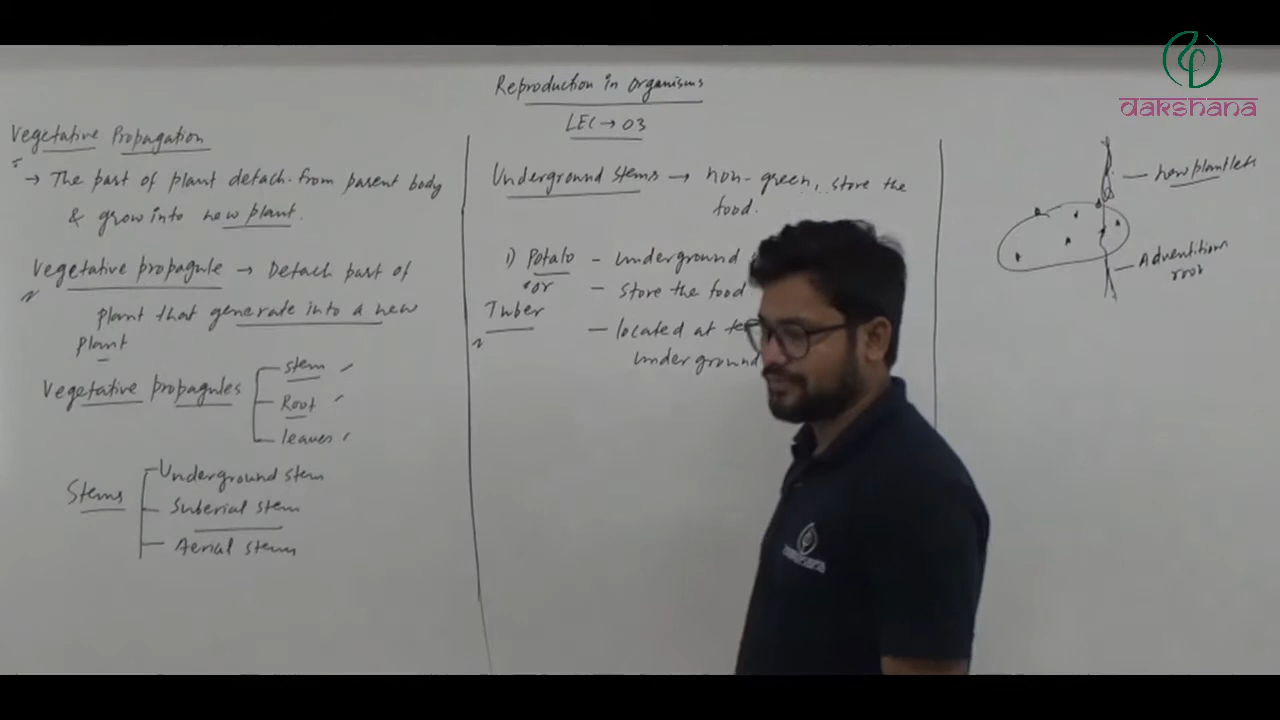 dakshana
Reproduction in Organisms
LEC → 03
Vegetative Propagation
→ The part of plant detach from parent body
& grow into new plant.
Vegetative propagule → Detach part of
plant that generate into a new
plant
Vegetative propagules
stem
Root
leaves
Stems
Underground stem
Suberial stem
Aerial stem
Underground stems → non-green, store the
food.
1) Potato - underground
or
- store the food
Tuber
- located at
underground
new plantlets
root